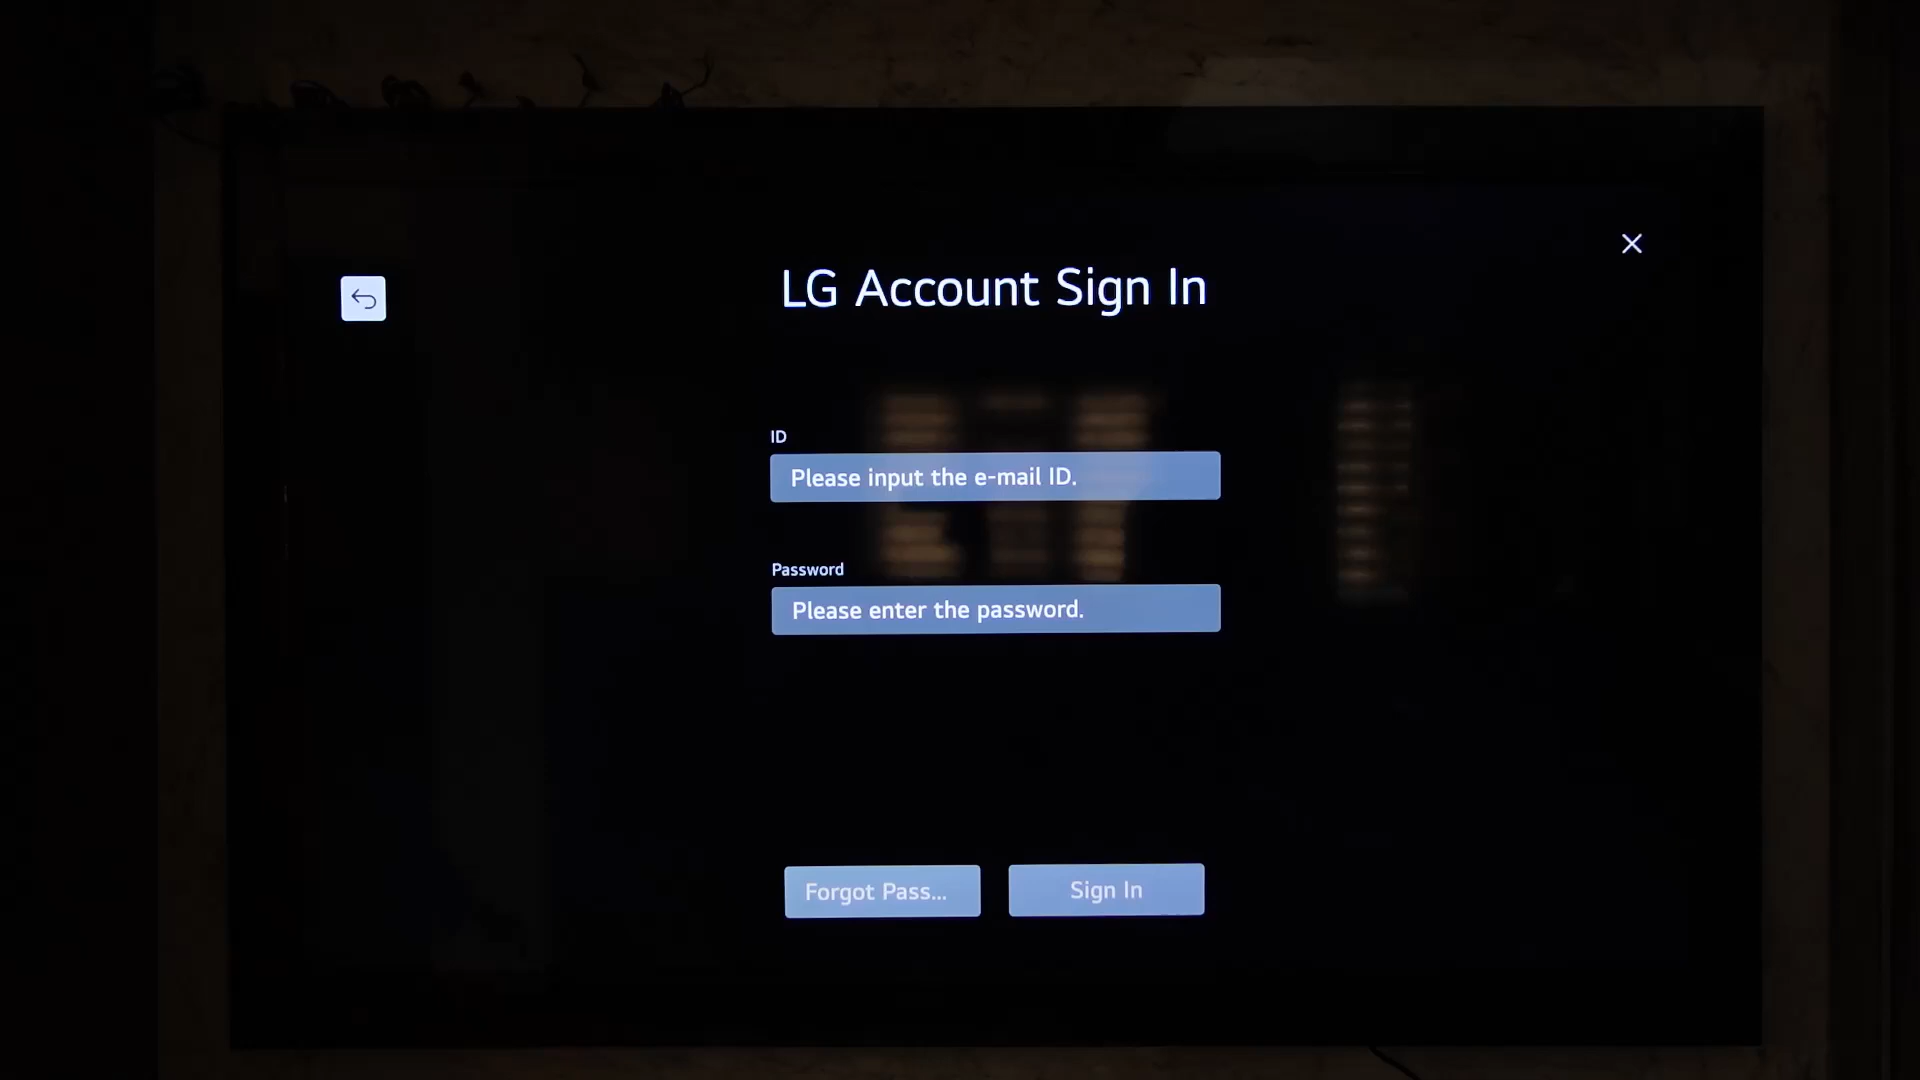 LG Account Sign In
ID
Please input the e-mail ID.
Password
Please enter the password.
Forgot Pass...
Sign In